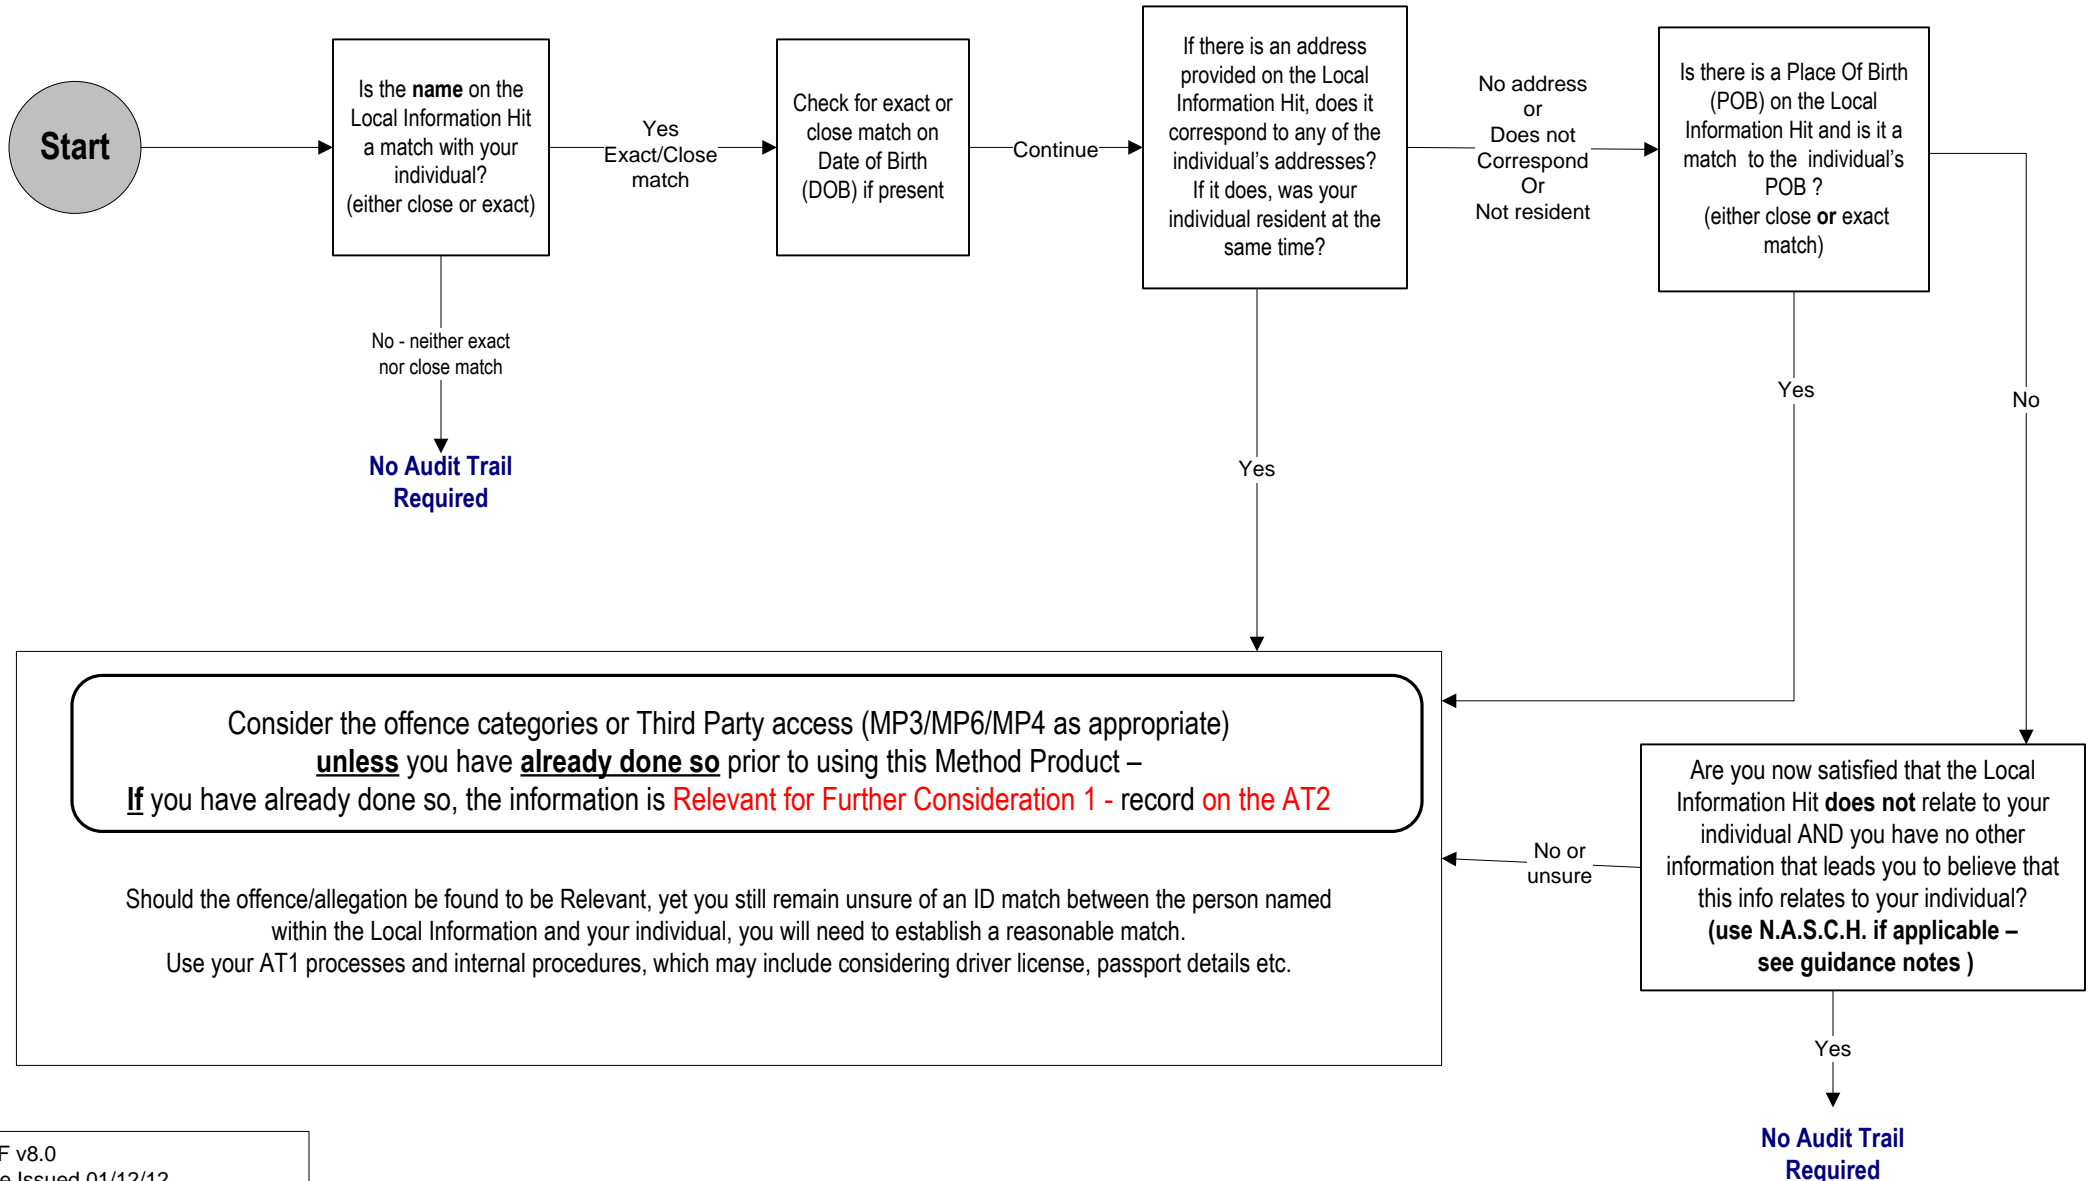 Start
Is the name on the
Local Information Hit
a match with your
individual?
(either close or exact)
Yes
Exact/Close
match
Check for exact or
close match on
Date of Birth
(DOB) if present
Continue
If there is an address
provided on the Local
Information Hit, does it
correspond to any of the
individual's addresses?
If it does, was your
individual resident at the
same time?
No address
or
Does not
Correspond
Or
Not resident
Is there is a Place Of Birth
(POB) on the Local
Information Hit and is it a
match to the individual's
POB ?
(either close or exact
match)
No - neither exact
nor close match
No Audit Trail
Required
Yes
Yes
No
Consider the offence categories or Third Party access (MP3/MP6/MP4 as appropriate)
unless you have already done so prior to using this Method Product –
If you have already done so, the information is Relevant for Further Consideration 1 - record on the AT2
Should the offence/allegation be found to be Relevant, yet you still remain unsure of an ID match between the person named
within the Local Information and your individual, you will need to establish a reasonable match.
Use your AT1 processes and internal procedures, which may include considering driver license, passport details etc.
No or
unsure
Are you now satisfied that the Local
Information Hit does not relate to your
individual AND you have no other
information that leads you to believe that
this info relates to your individual?
(use N.A.S.C.H. if applicable –
see guidance notes )
Yes
No Audit Trail
Required
v8.0
Issued 01/12/12